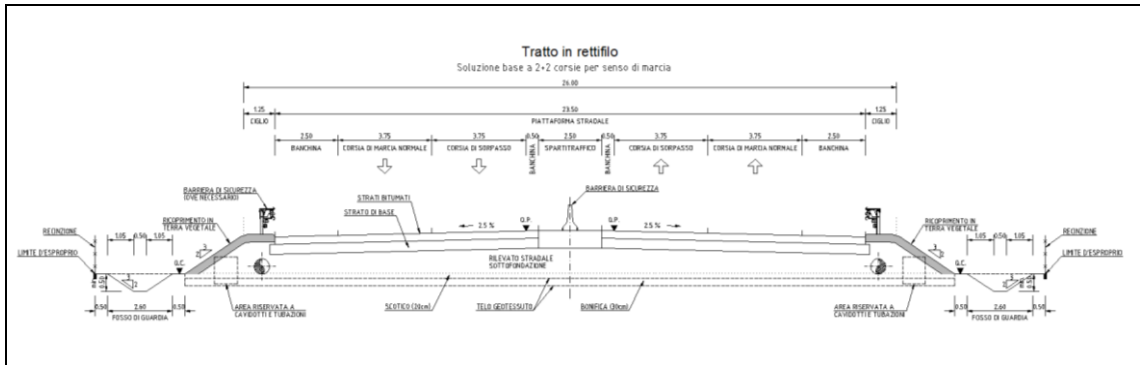 Tratto in rettifilo
Soluzione base a 2+2 corsie per senso di marcia
26.00
1.25 23.50 1.25
CIGLIO PIATTAFORMA STRADALE CIGLIO
2.50 3.75 3.75 0.50 2.50 0.50 3.75 3.75 2.50
BANCHINA CORSIA DI MARCIA NORMALE CORSIA DI SORPASSO BANCHINA SPARTITRAFFICO BANCHINA CORSIA DI SORPASSO CORSIA DI MARCIA NORMALE BANCHINA
BARRIERA DI SICUREZZA
(OVE NECESSARIO)
BARRIERA DI SICUREZZA
STRATI BITUMATI
STRATO DI BASE
RICOPRIMENTO IN
TERRA VEGETALE
RICOPRIMENTO IN
TERRA VEGETALE
2.5 % Q.P. Q.P. 2.5 %
RECINZIONE
1.05 0.50 1.05
1.05 0.50 1.05
RECINZIONE
LIMITE D'ESPROPRIO
Q.C.
RILEVATO STRADALE
SOTTOFONDAZIONE
Q.C.
LIMITE D'ESPROPRIO
3
2
3
2
0.50
0.50 2.60 0.50
FOSSO DI GUARDIA
AREA RISERVATA A
CAVIDOTTI E TUBAZIONI
SCOTICO (20cm)
TELO GEOTESSUTO
BONIFICA (30cm)
AREA RISERVATA A
CAVIDOTTI E TUBAZIONI
0.50 2.60 0.50
FOSSO DI GUARDIA